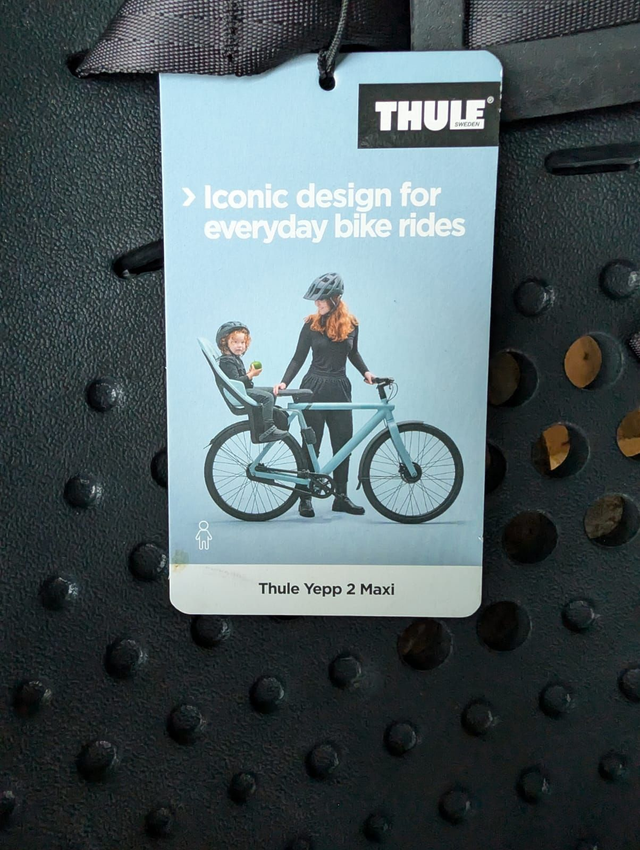 THULE®
SWEDEN
Iconic design for
everyday bike rides
Thule Yepp 2 Maxi